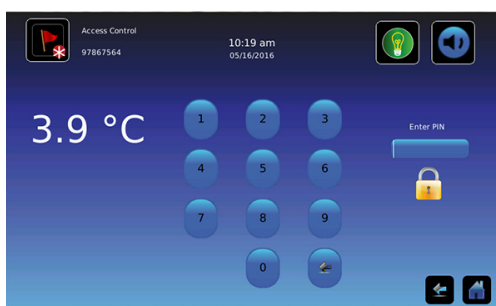 Access Control
97867564
10:19 am
05/16/2016
3.9 °C
1 2 3
4 5 6
7 8 9
0
Enter PIN